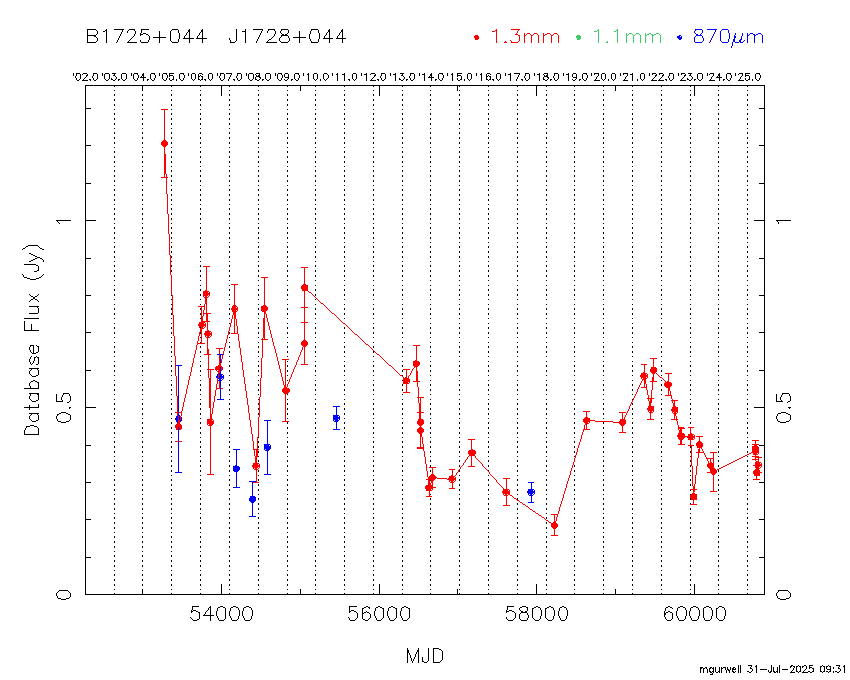 B1725+044 J1728+044 1.3mm 1.1mm 870μm
'02.0 '03.0 '04.0 '05.0 '06.0 '07.0 '08.0 '09.0 '10.0 '11.0 '12.0 '13.0 '14.0 '15.0 '16.0 '17.0 '18.0 '19.0 '20.0 '21.0 '22.0 '23.0 '24.0 '25.0
1 1
Database Flux (Jy)
0.5 0.5
0 0
54000 56000 58000 60000
MJD
mgurwell 31-Jul-2025 09:31